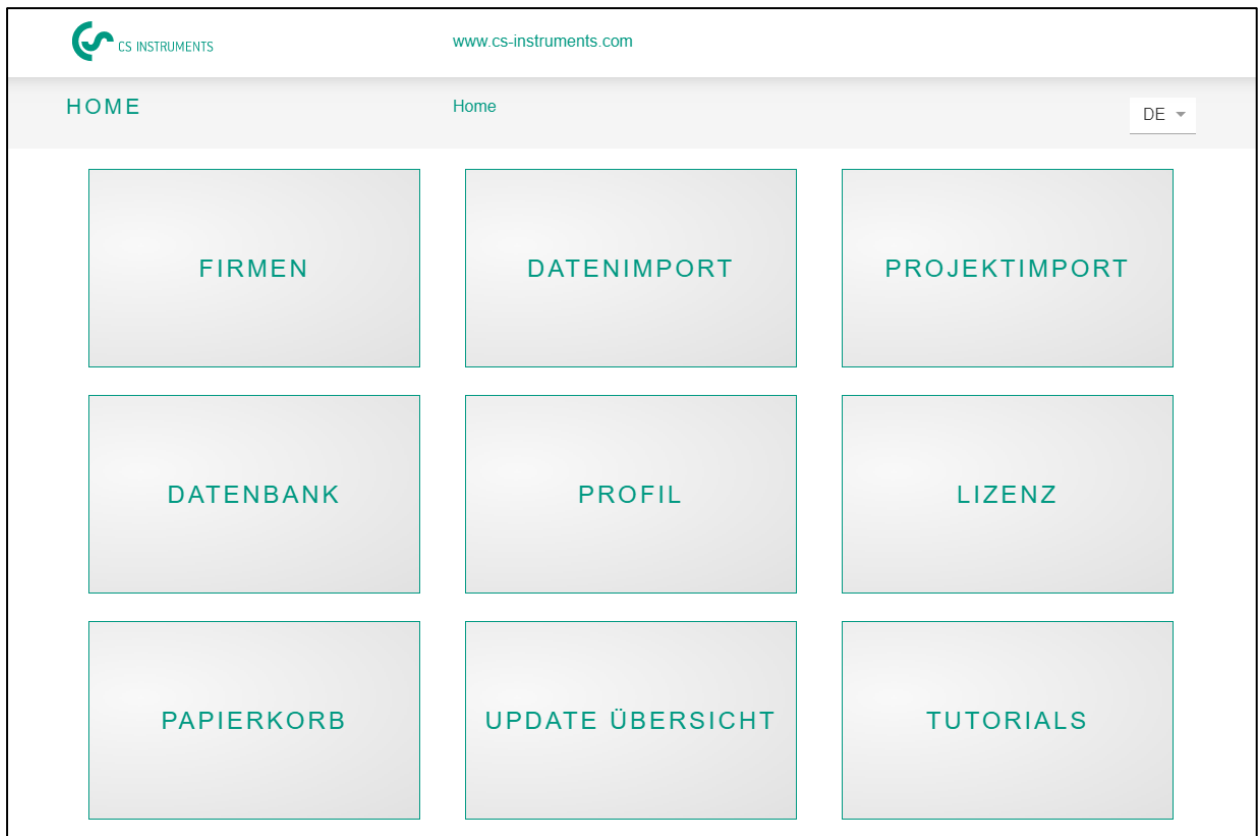 CS INSTRUMENTS
www.cs-instruments.com
HOME
Home
DE
FIRMEN
DATENIMPORT
PROJEKTIMPORT
DATENBANK
PROFIL
LIZENZ
PAPIERKORB
UPDATE ÜBERSICHT
TUTORIALS